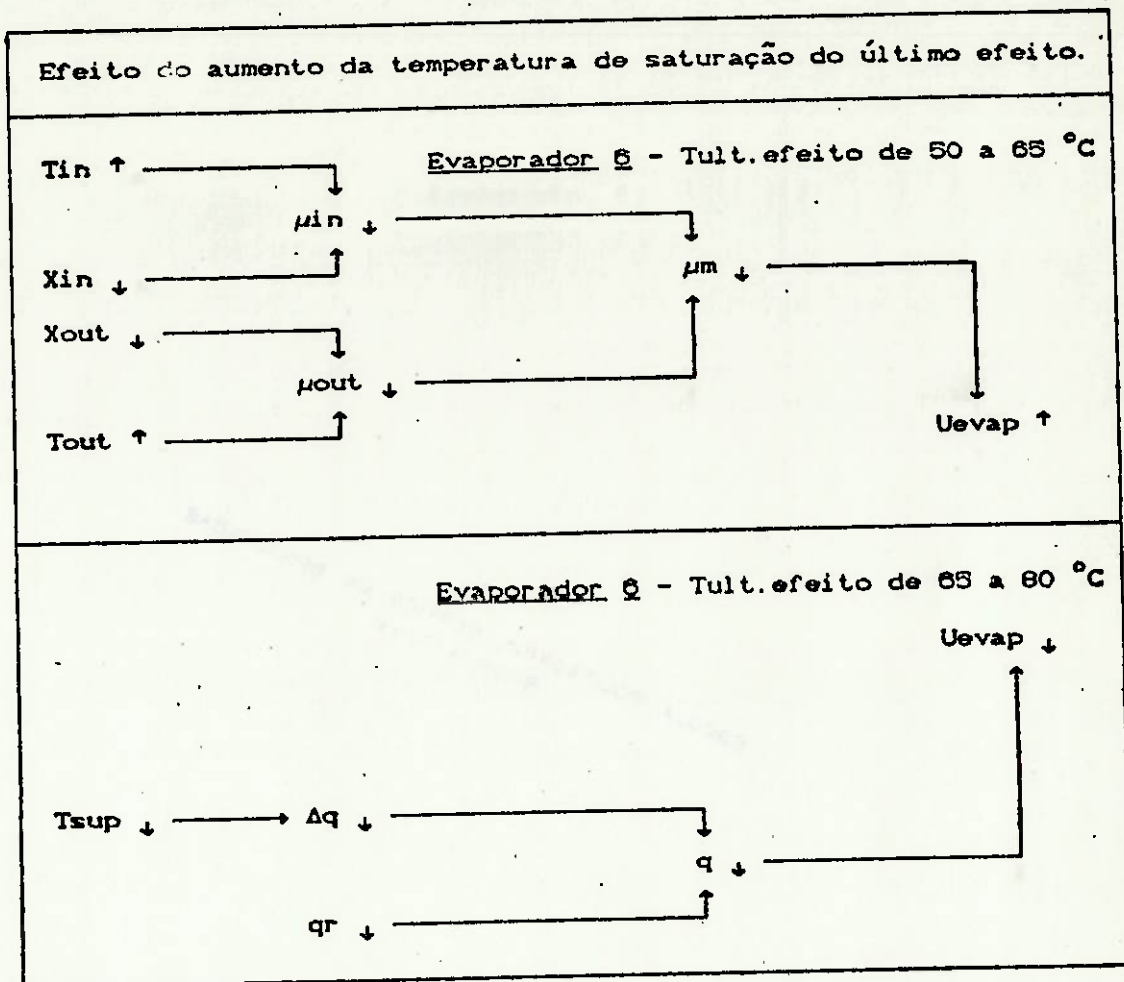 Efeito do aumento da temperatura de saturação do último efeito.
Evaporador 6 - Tult.efeito de 50 a 65 °C
Tin ↑
μin ↓
Xin ↓
μm ↓
Xout ↓
μout ↓
Tout ↑
Uevap ↑
Evaporador 6 - Tult.efeito de 65 a 80 °C
Uevap ↓
Tsup ↓
Δq ↓
q ↓
qr ↓